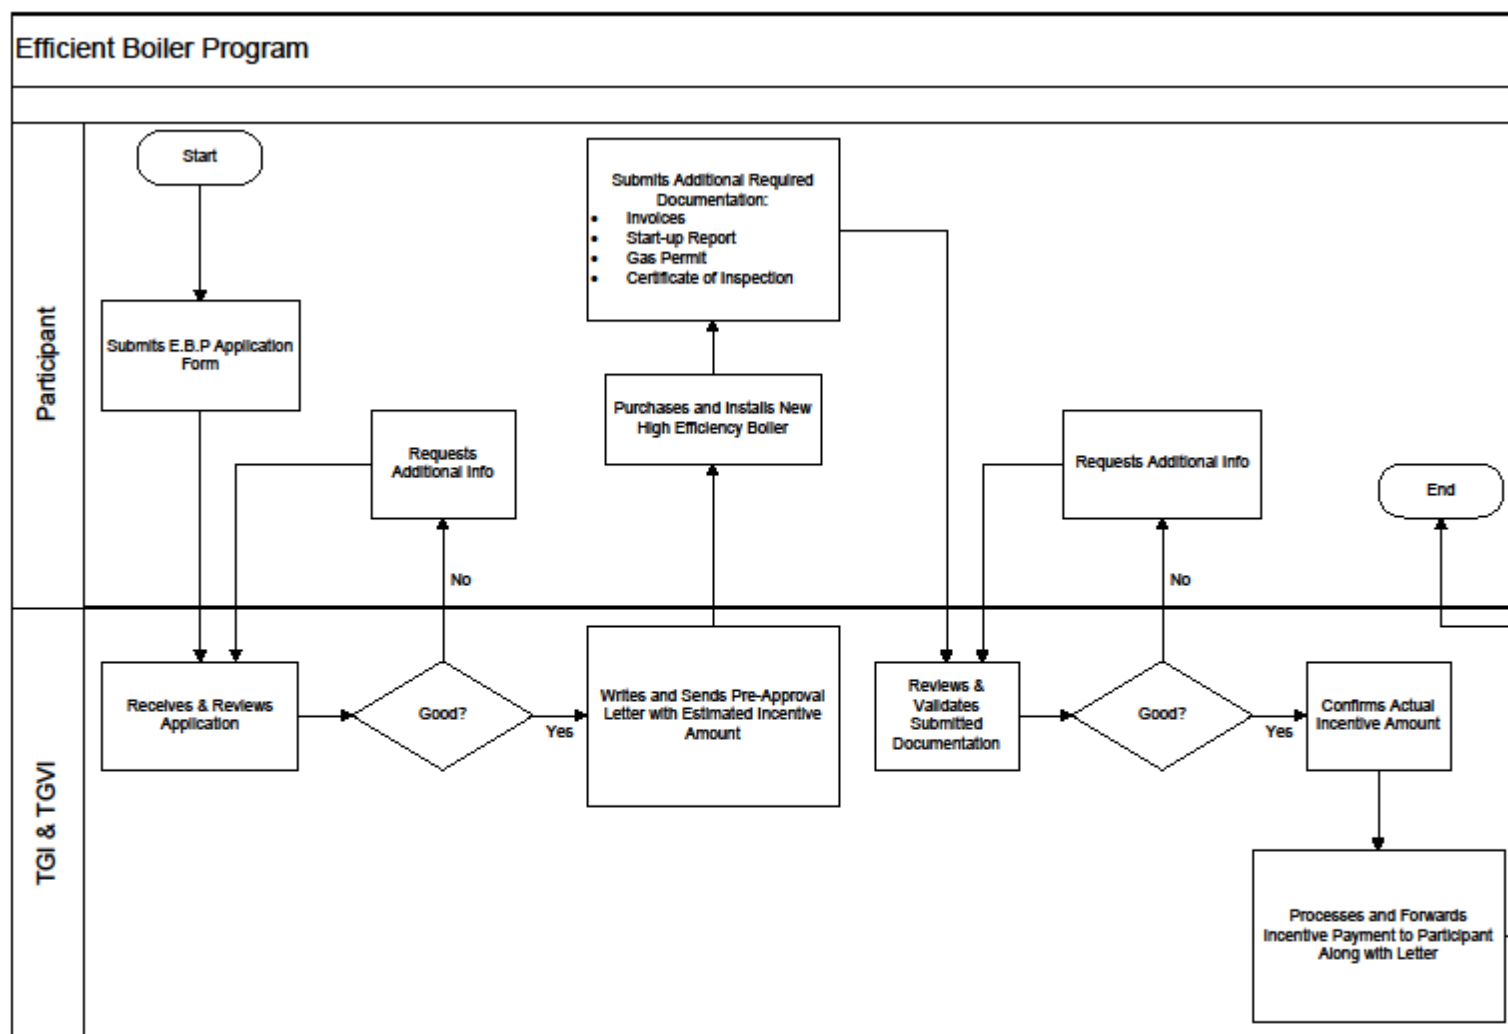 Efficient Boiler Program
Participant
Start
Submits E.B.P Application
Form
Requests
Additional Info
No
Submits Additional Required
Documentation:
• Invoices
• Start-up Report
• Gas Permit
• Certificate of Inspection
Purchases and Installs New
High Efficiency Boiler
Requests Additional Info
No
End
TGI & TGVI
Receives & Reviews
Application
Good?
Yes
Writes and Sends Pre-Approval
Letter with Estimated Incentive
Amount
Reviews &
Validates
Submitted
Documentation
Good?
Yes
Confirms Actual
Incentive Amount
Processes and Forwards
Incentive Payment to Participant
Along with Letter